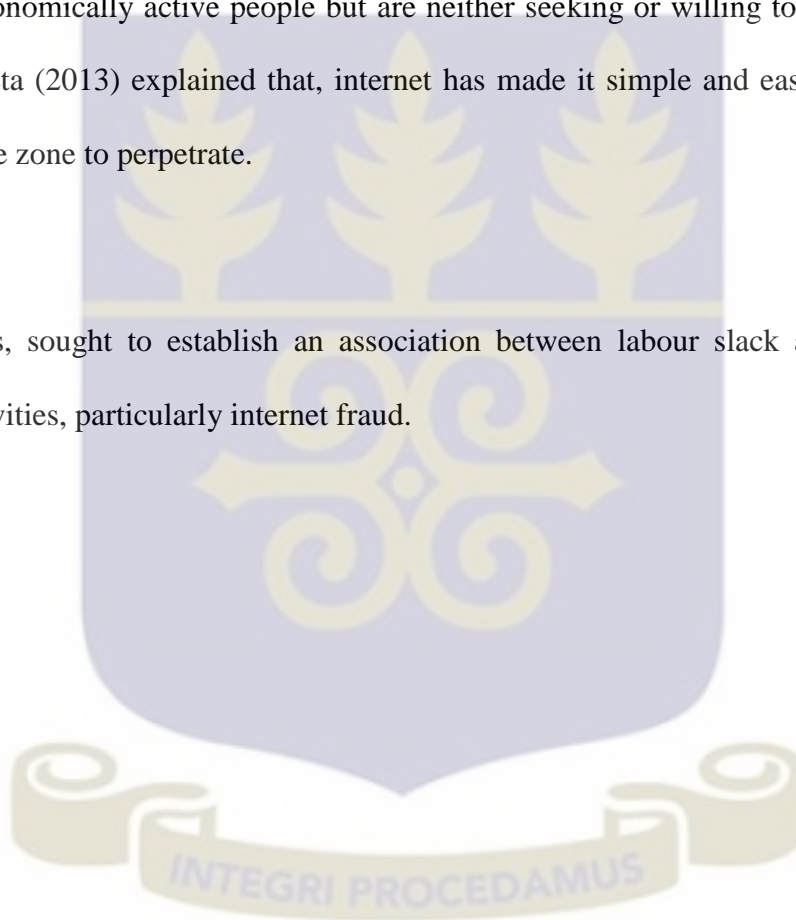 onomically active people but are neither seeking or willing to
ta (2013) explained that, internet has made it simple and eas
e zone to perpetrate.
s, sought to establish an association between labour slack a
vities, particularly internet fraud.
INTEGRI PROCEDAMUS